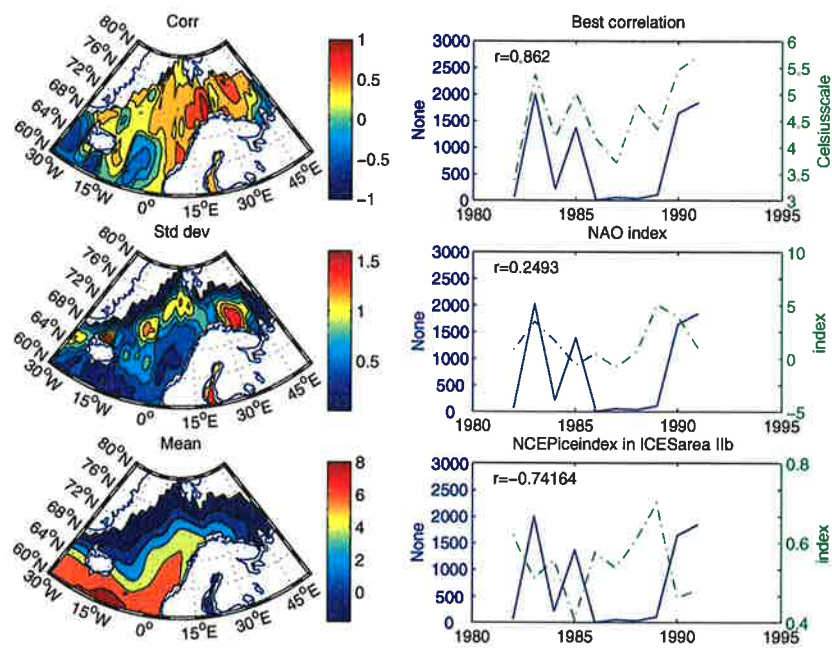 Corr
80°N
76°N
72°N
68°N
64°N
60°N
30°W
15°W
0°
15°E
30°E
45°E
1
0.5
0
−0.5
−1
Best correlation
r=0.862
3000
2500
2000
1500
1000
500
0
None
6
5.5
5
4.5
4
3.5
3
Celsiusscale
1980
1985
1990
1995
Std dev
80°N
76°N
72°N
68°N
64°N
60°N
30°W
15°W
0°
15°E
30°E
45°E
1.5
1
0.5
NAO index
r=0.2493
3000
2500
2000
1500
1000
500
0
None
10
5
0
−5
index
1980
1985
1990
1995
Mean
80°N
76°N
72°N
68°N
64°N
60°N
30°W
15°W
0°
15°E
30°E
45°E
8
6
4
2
0
NCEPiceindex in ICESarea IIb
r=−0.74164
3000
2500
2000
1500
1000
500
0
None
0.8
0.6
0.4
index
1980
1985
1990
1995